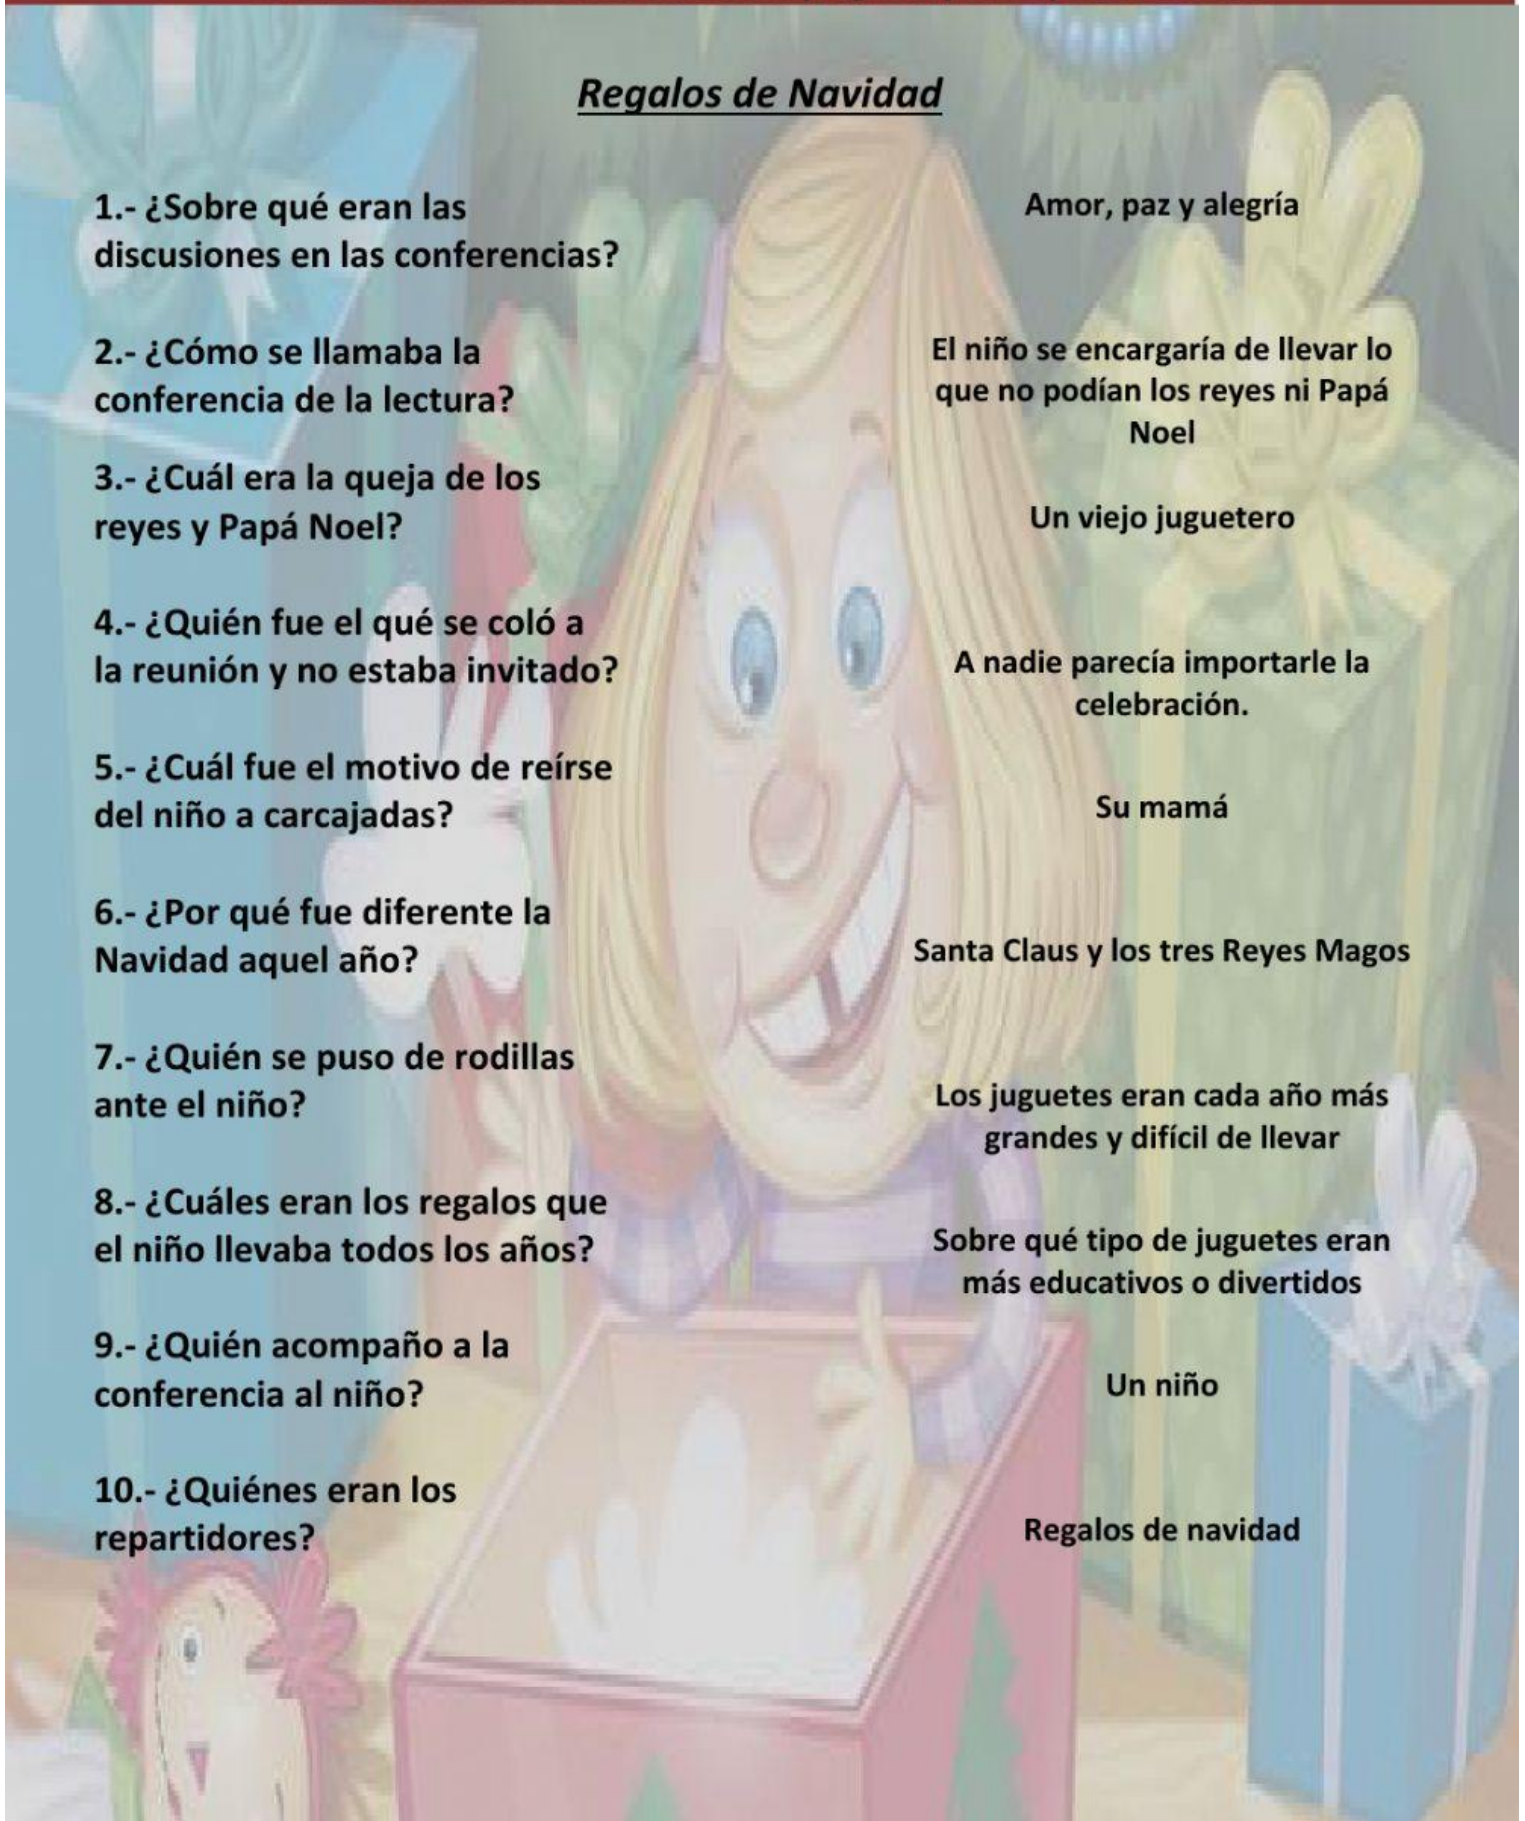 Regalos de Navidad
1.- ¿Sobre qué eran las
discusiones en las conferencias?
Amor, paz y alegría
2.- ¿Cómo se llamaba la
conferencia de la lectura?
El niño se encargaría de llevar lo
que no podían los reyes ni Papá
Noel
3.- ¿Cuál era la queja de los
reyes y Papá Noel?
Un viejo juguetero
4.- ¿Quién fue el qué se coló a
la reunión y no estaba invitado?
A nadie parecía importarle la
celebración.
5.- ¿Cuál fue el motivo de reírse
del niño a carcajadas?
Su mamá
6.- ¿Por qué fue diferente la
Navidad aquel año?
Santa Claus y los tres Reyes Magos
7.- ¿Quién se puso de rodillas
ante el niño?
Los juguetes eran cada año más
grandes y difícil de llevar
8.- ¿Cuáles eran los regalos que
el niño llevaba todos los años?
Sobre qué tipo de juguetes eran
más educativos o divertidos
9.- ¿Quién acompaño a la
conferencia al niño?
Un niño
10.- ¿Quiénes eran los
repartidores?
Regalos de navidad